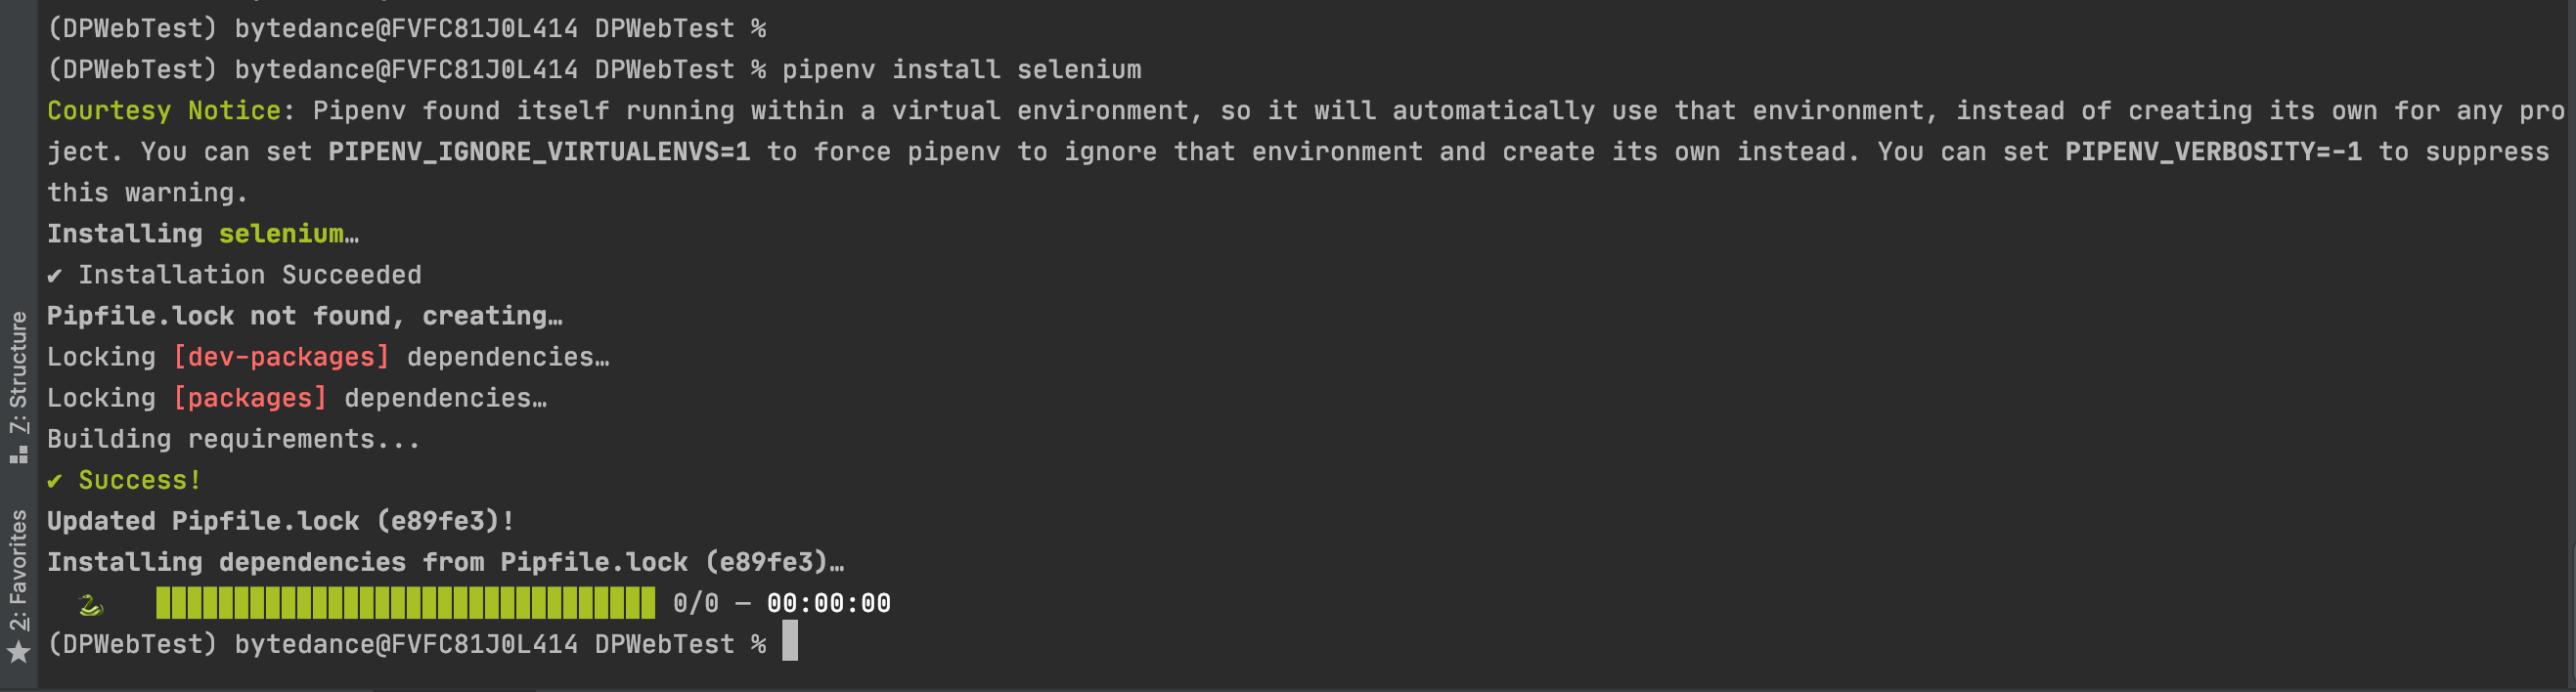 (DPWebTest) bytedance@FVFC81J0L414 DPWebTest %
(DPWebTest) bytedance@FVFC81J0L414 DPWebTest % pipenv install selenium
Courtesy Notice: Pipenv found itself running within a virtual environment, so it will automatically use that environment, instead of creating its own for any pro
ject. You can set PIPENV_IGNORE_VIRTUALENVS=1 to force pipenv to ignore that environment and create its own instead. You can set PIPENV_VERBOSITY=-1 to suppress
this warning.
Installing selenium…
✔ Installation Succeeded
Pipfile.lock not found, creating…
Locking [dev-packages] dependencies…
Locking [packages] dependencies…
Building requirements...
✔ Success!
Updated Pipfile.lock (e89fe3)!
Installing dependencies from Pipfile.lock (e89fe3)…
0/0 — 00:00:00
(DPWebTest) bytedance@FVFC81J0L414 DPWebTest %
7: Structure
2: Favorites